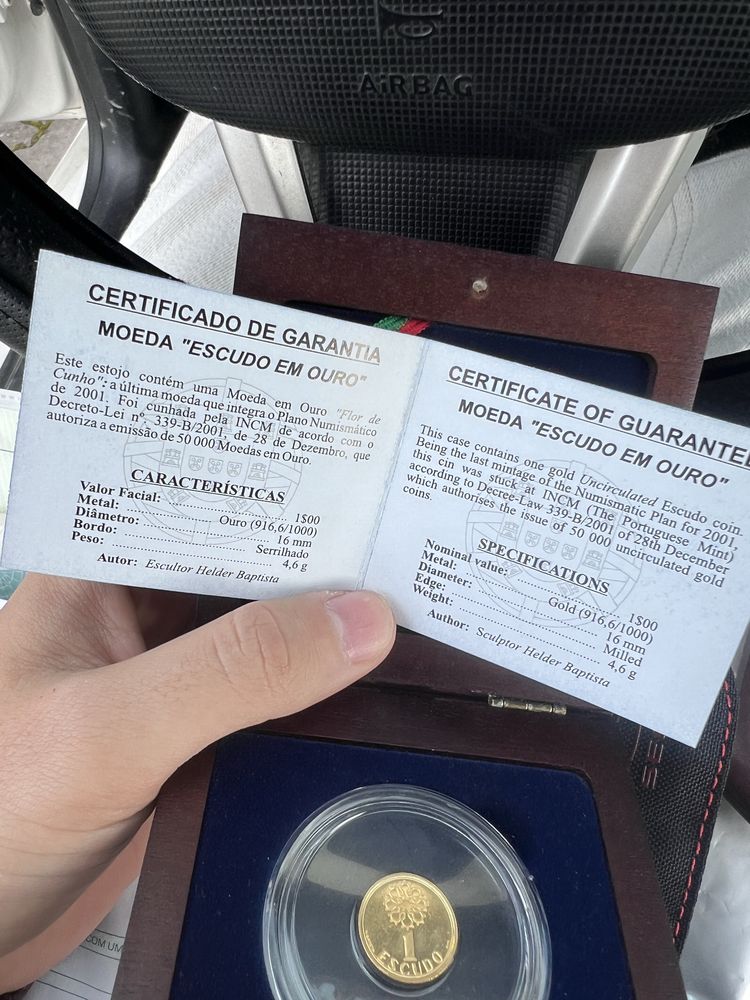 AIRBAG
CERTIFICADO DE GARANTIA
MOEDA "ESCUDO EM OURO"
Este estojo contém uma Moeda em Ouro "Flor de
Cunho": a última moeda que integra o Plano Numismático
de 2001. Foi cunhada pela INCM de acordo com o
Decreto-Lei nº. 339-B/2001, de 28 de Dezembro, que
autoriza a emissão de 50 000 Moedas em Ouro.
CARACTERÍSTICAS
Valor Facial: 1$00
Metal: Ouro (916,6/1000)
Diâmetro: 16 mm
Bordo: Serrilhado
Peso: 4,6 g
Autor: Escultor Helder Baptista
CERTIFICATE OF GUARANTEE
MOEDA "ESCUDO EM OURO"
This case contains one gold Uncirculated Escudo coin.
Being the last mintage of the Numismatic Plan for 2001,
this cin was stuck at INCM (The Portuguese Mint)
according to Decree-Law 339-B/2001 of 28th December
which authorises the issue of 50 000 uncirculated gold
coins.
SPECIFICATIONS
Nominal value: 1$00
Metal: Gold (916,6/1000)
Diameter: 16 mm
Edge: Milled
Weight: 4,6 g
Author: Sculptor Helder Baptista
1
ESCUDO
COM UM